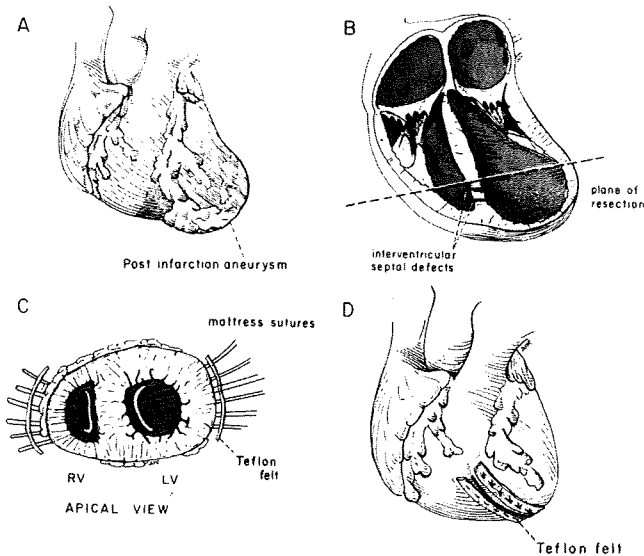 A
Post infarction aneurysm
B
plane of
resection
interventricular
septal defects
C
mattress sutures
Teflon
felt
RV LV
APICAL VIEW
D
Teflon felt